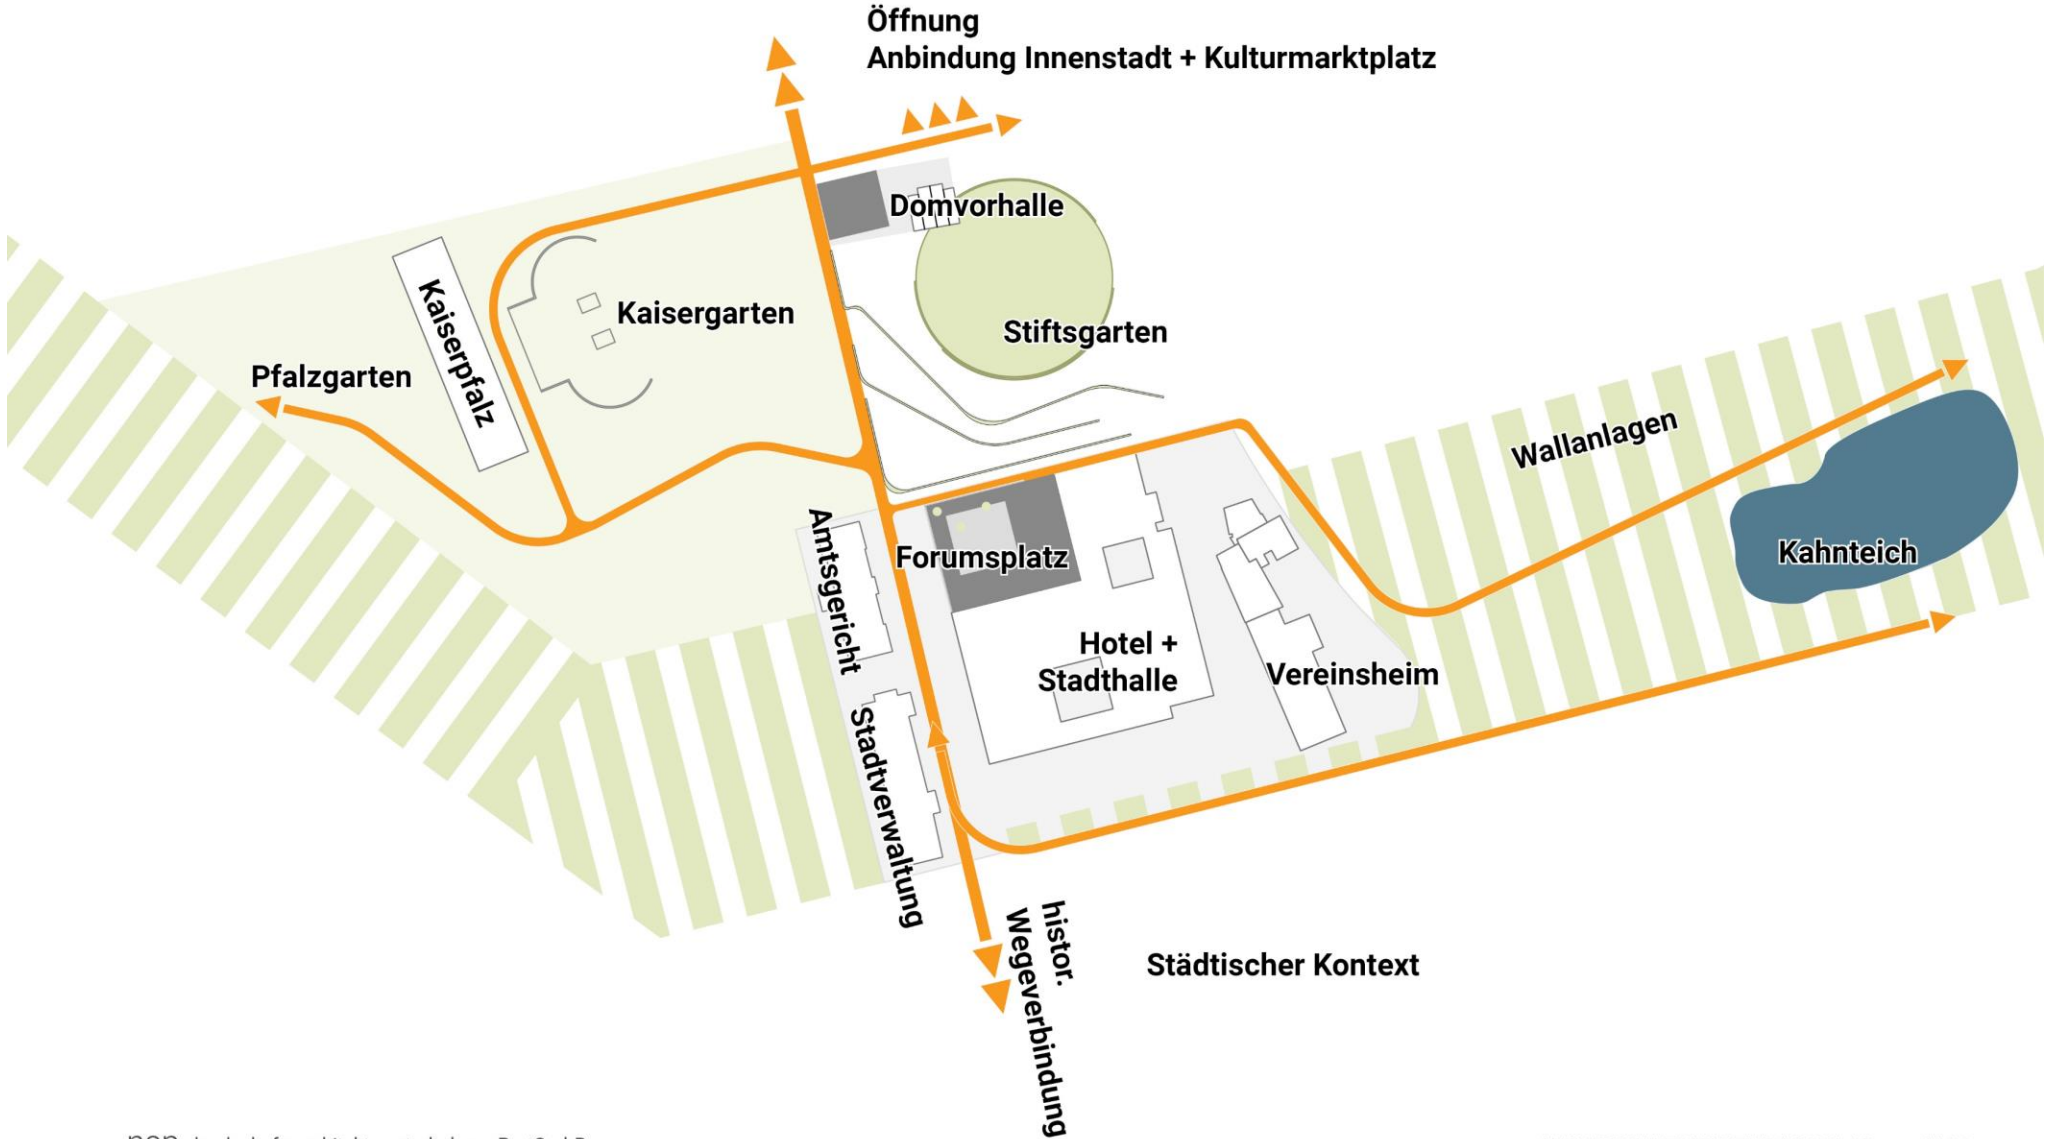 Öffnung
Anbindung Innenstadt + Kulturmarktplatz
Domvorhalle
Kaisergarten
Stiftsgarten
Kaiserpfalz
Pfalzgarten
Wallanlagen
Kahnteich
Amtsgericht
Forumsplatz
Hotel +
Stadthalle
Vereinsheim
Stadtverwaltung
histor.
Wegeverbindung
Städtischer Kontext